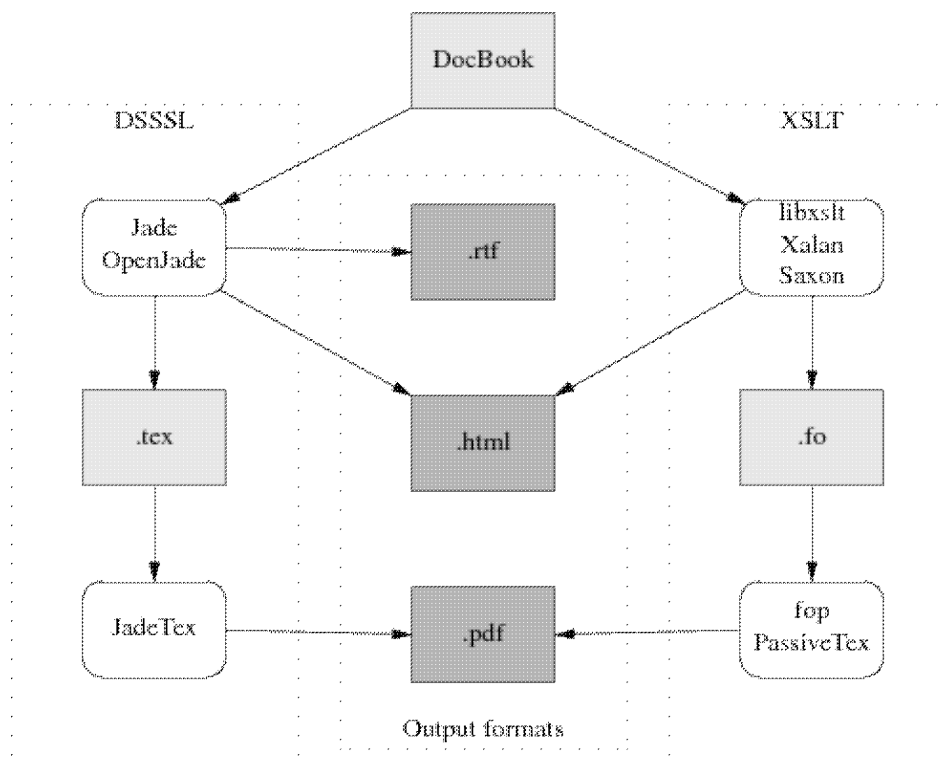 DocBook
DSSSL
XSLT
Jade
OpenJade
.rtf
libxslt
Xalan
Saxon
.tex
.html
.fo
JadeTex
.pdf
fop
PassiveTex
Output formats